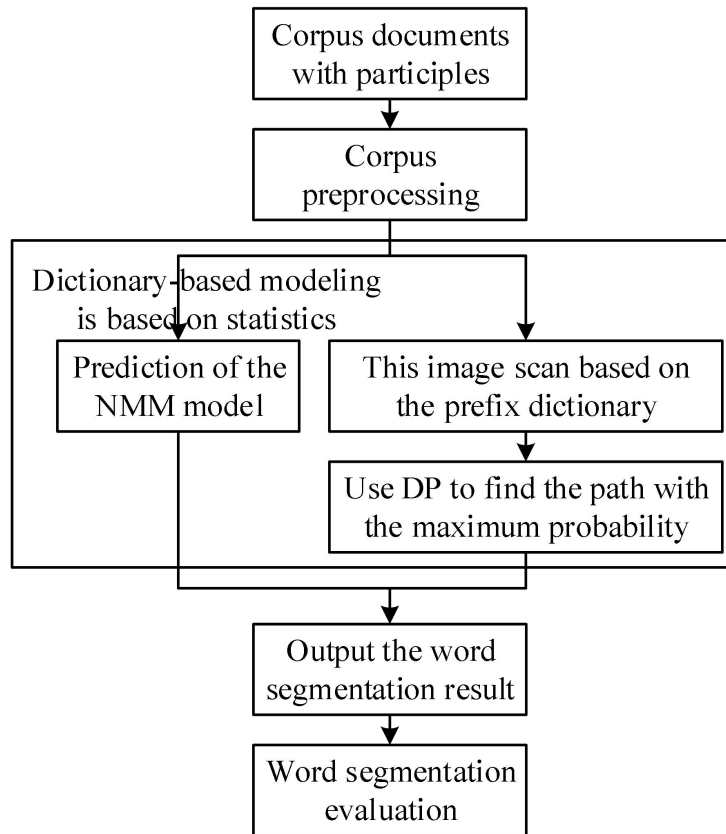 Corpus documents
with participles
Corpus
preprocessing
Dictionary-based modeling
is based on statistics
Prediction of the
NMM model
This image scan based on
the prefix dictionary
Use DP to find the path with
the maximum probability
Output the word
segmentation result
Word segmentation
evaluation